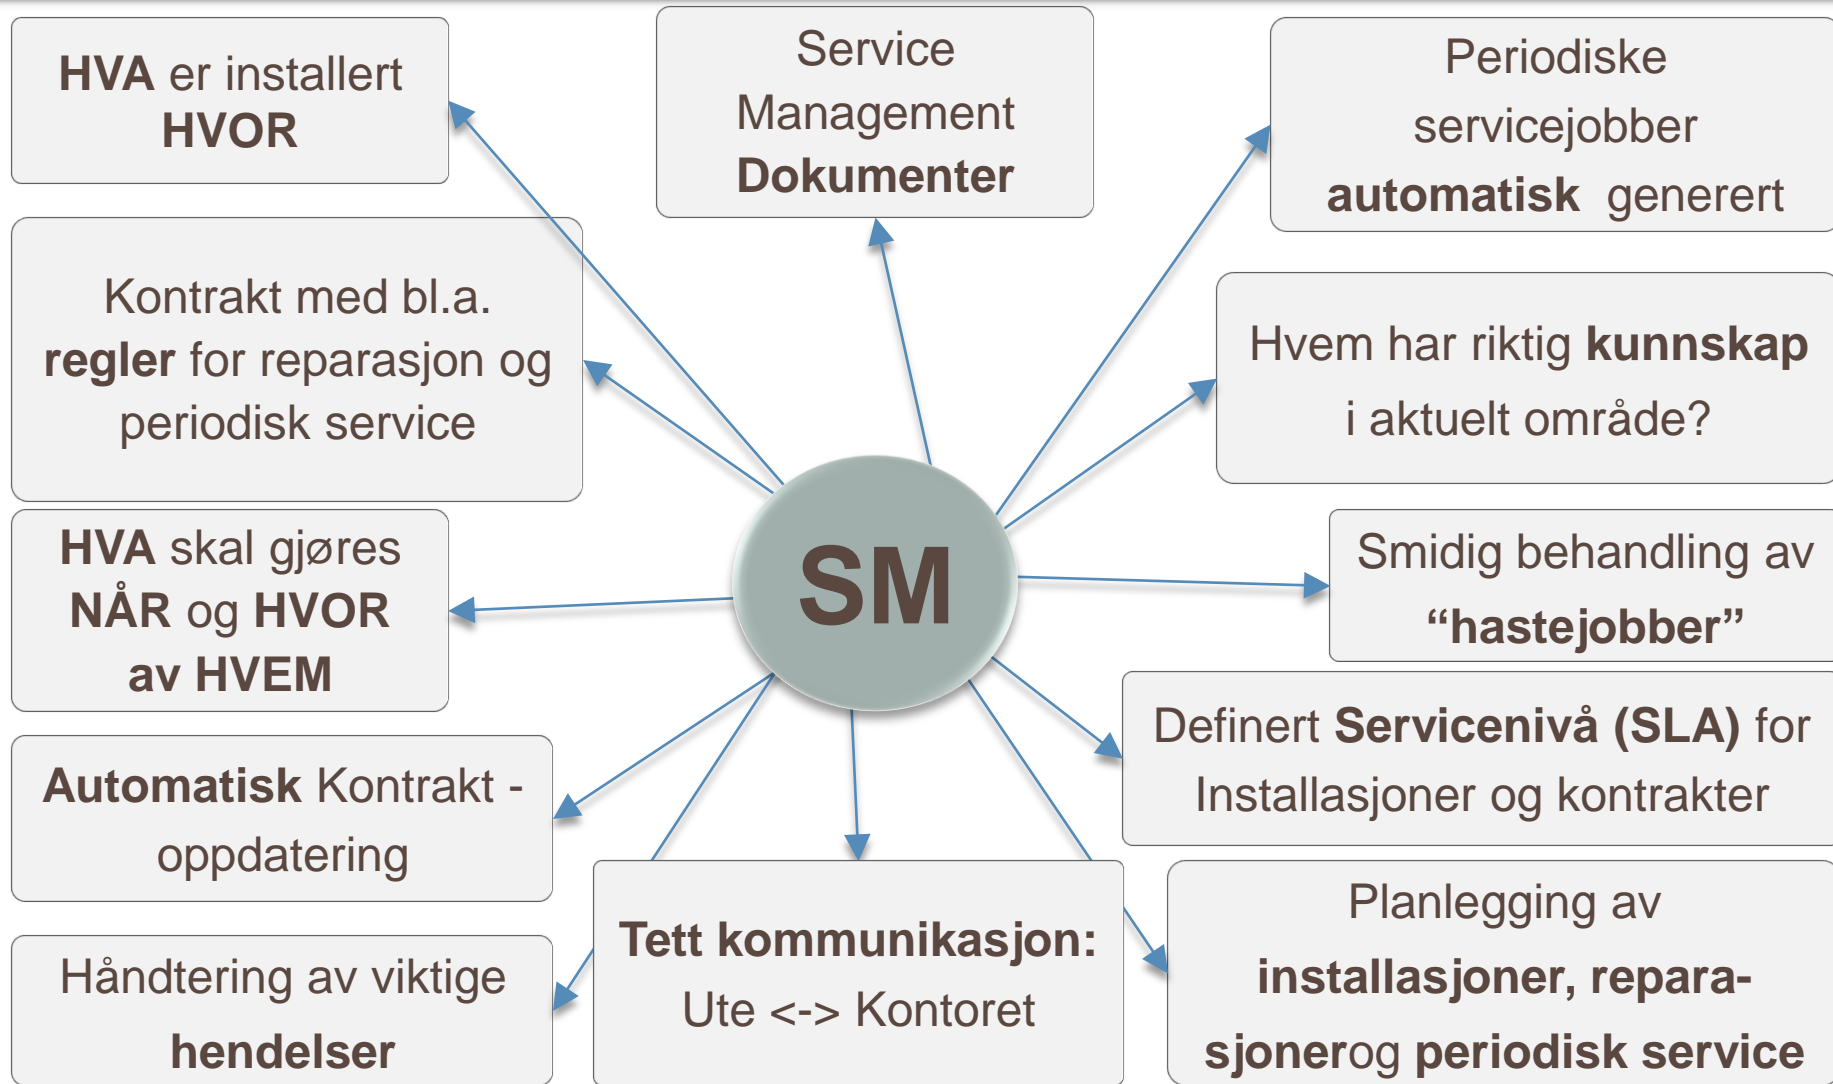 HVA er installert
HVOR
Service
Management
Dokumenter
Periodiske
servicejobber
automatisk  generert
Kontrakt med bl.a.
regler for reparasjon og
periodisk service
Hvem har riktig kunnskap
i aktuelt område?
HVA skal gjøres
NÅR og HVOR
av HVEM
SM
Smidig behandling av
“hastejobber”
Automatisk Kontrakt -
oppdatering
Definert Servicenivå (SLA) for
Installasjoner og kontrakter
Håndtering av viktige
hendelser
Tett kommunikasjon:
Ute <-> Kontoret
Planlegging av
installasjoner, repara-
sjonerog periodisk service